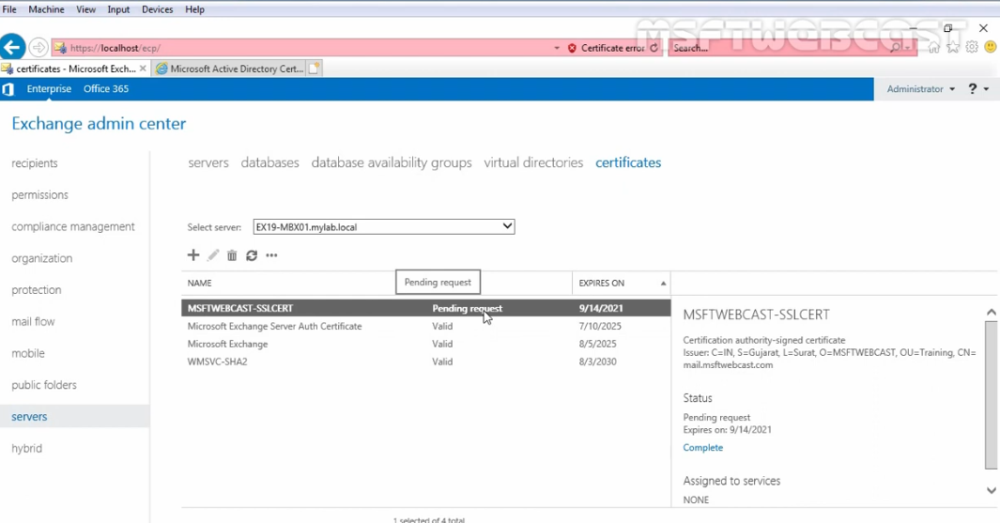 File Machine View Input Devices Help
MSFTWEBCAST
https://localhost/ecp/ Certificate error Search...
certificates - Microsoft Exch... Microsoft Active Directory Cert...
Enterprise Office 365 Administrator ?
Exchange admin center
recipients
permissions
compliance management
organization
protection
mail flow
mobile
public folders
servers
hybrid
servers databases database availability groups virtual directories certificates
Select server: EX19-MBX01.mylab.local
NAME Pending request EXPIRES ON
MSFTWEBCAST-SSLCERT Pending request 9/14/2021
Microsoft Exchange Server Auth Certificate Valid 7/10/2025
Microsoft Exchange Valid 8/5/2025
WMSVC-SHA2 Valid 8/3/2030
1 selected of 4 total
MSFTWEBCAST-SSLCERT
Certification authority-signed certificate
Issuer: C=IN, S=Gujarat, L=Surat, O=MSFTWEBCAST, OU=Training, CN=
mail.msftwebcast.com
Status
Pending request
Expires on: 9/14/2021
Complete
Assigned to services
NONE